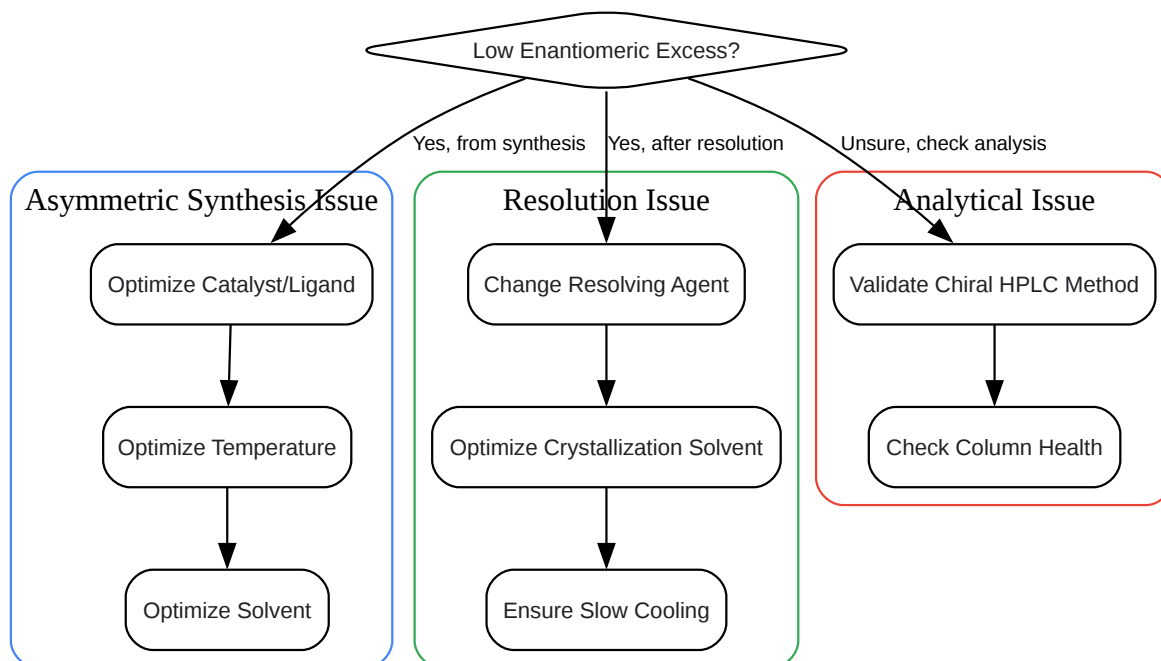 Low Enantiomeric Excess?
Yes, from synthesis
Yes, after resolution
Unsure, check analysis
Asymmetric Synthesis Issue
Resolution Issue
Analytical Issue
Optimize Catalyst/Ligand
Change Resolving Agent
Validate Chiral HPLC Method
Optimize Temperature
Optimize Crystallization Solvent
Check Column Health
Optimize Solvent
Ensure Slow Cooling